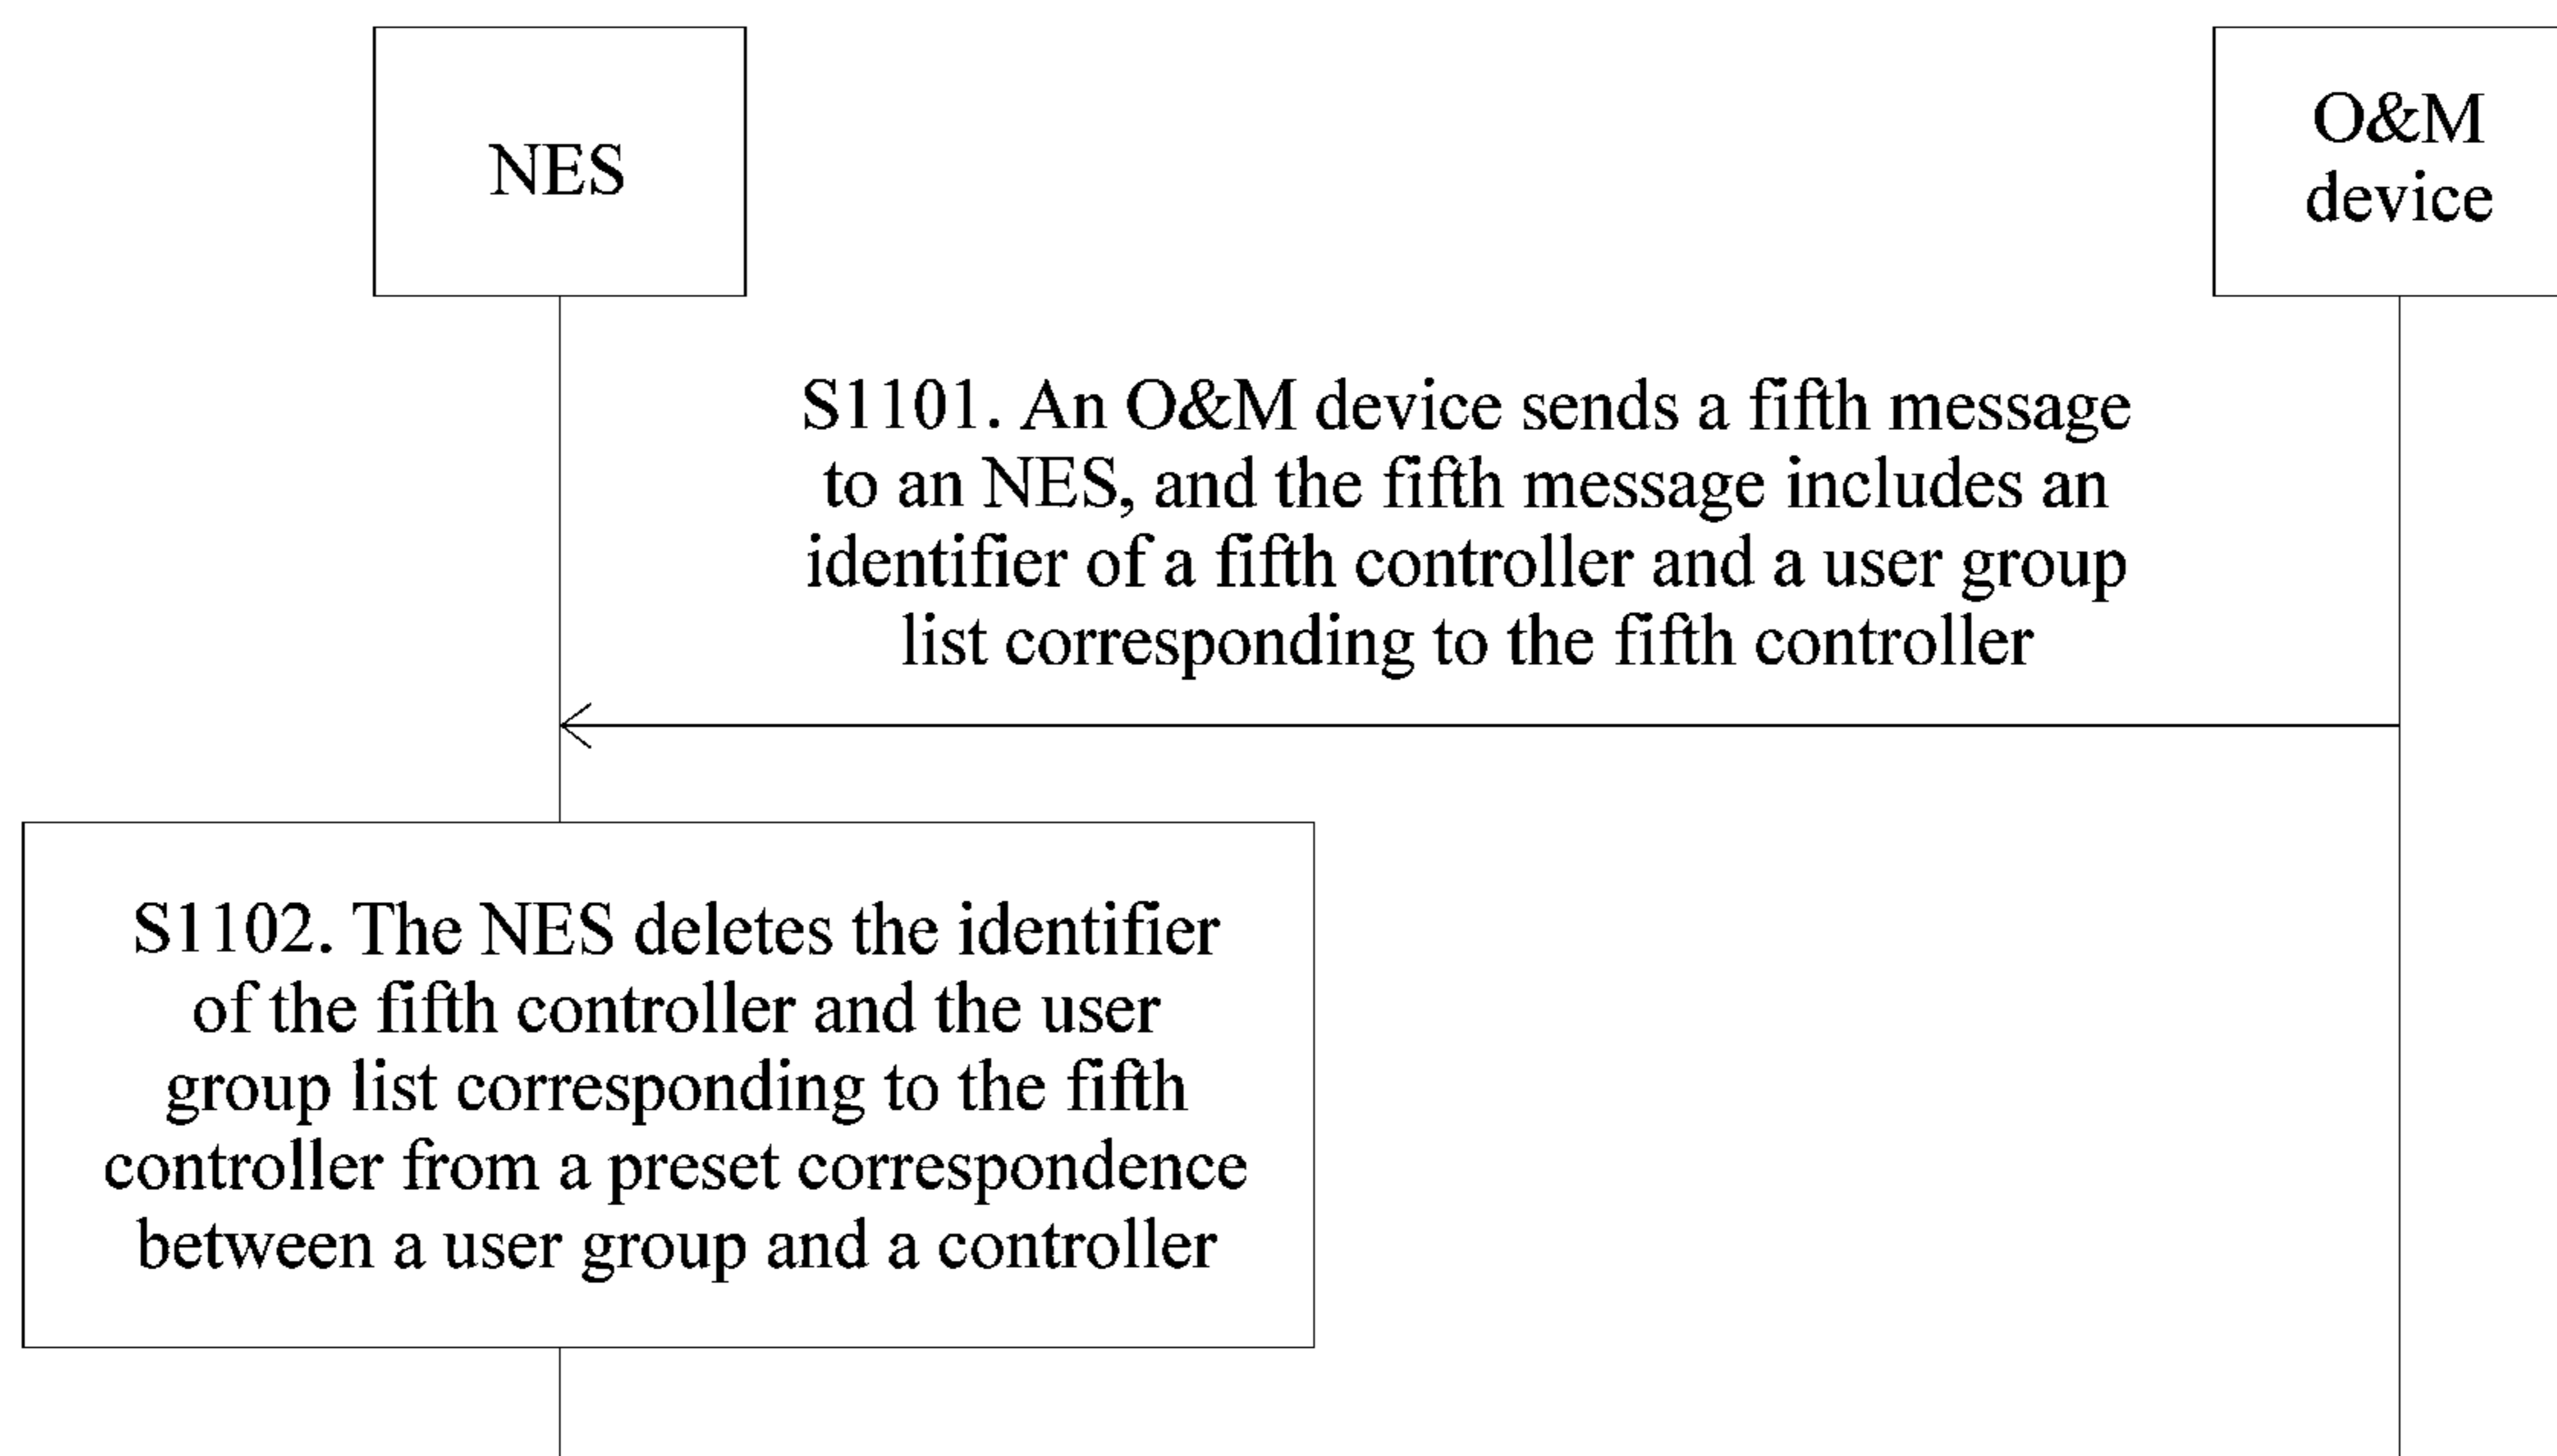 NES
O&M
device
S1101. An O&M device sends a fifth message
to an NES, and the fifth message includes an
identifier of a fifth controller and a user group
list corresponding to the fifth controller
S1102. The NES deletes the identifier
of the fifth controller and the user
group list corresponding to the fifth
controller from a preset correspondence
between a user group and a controller